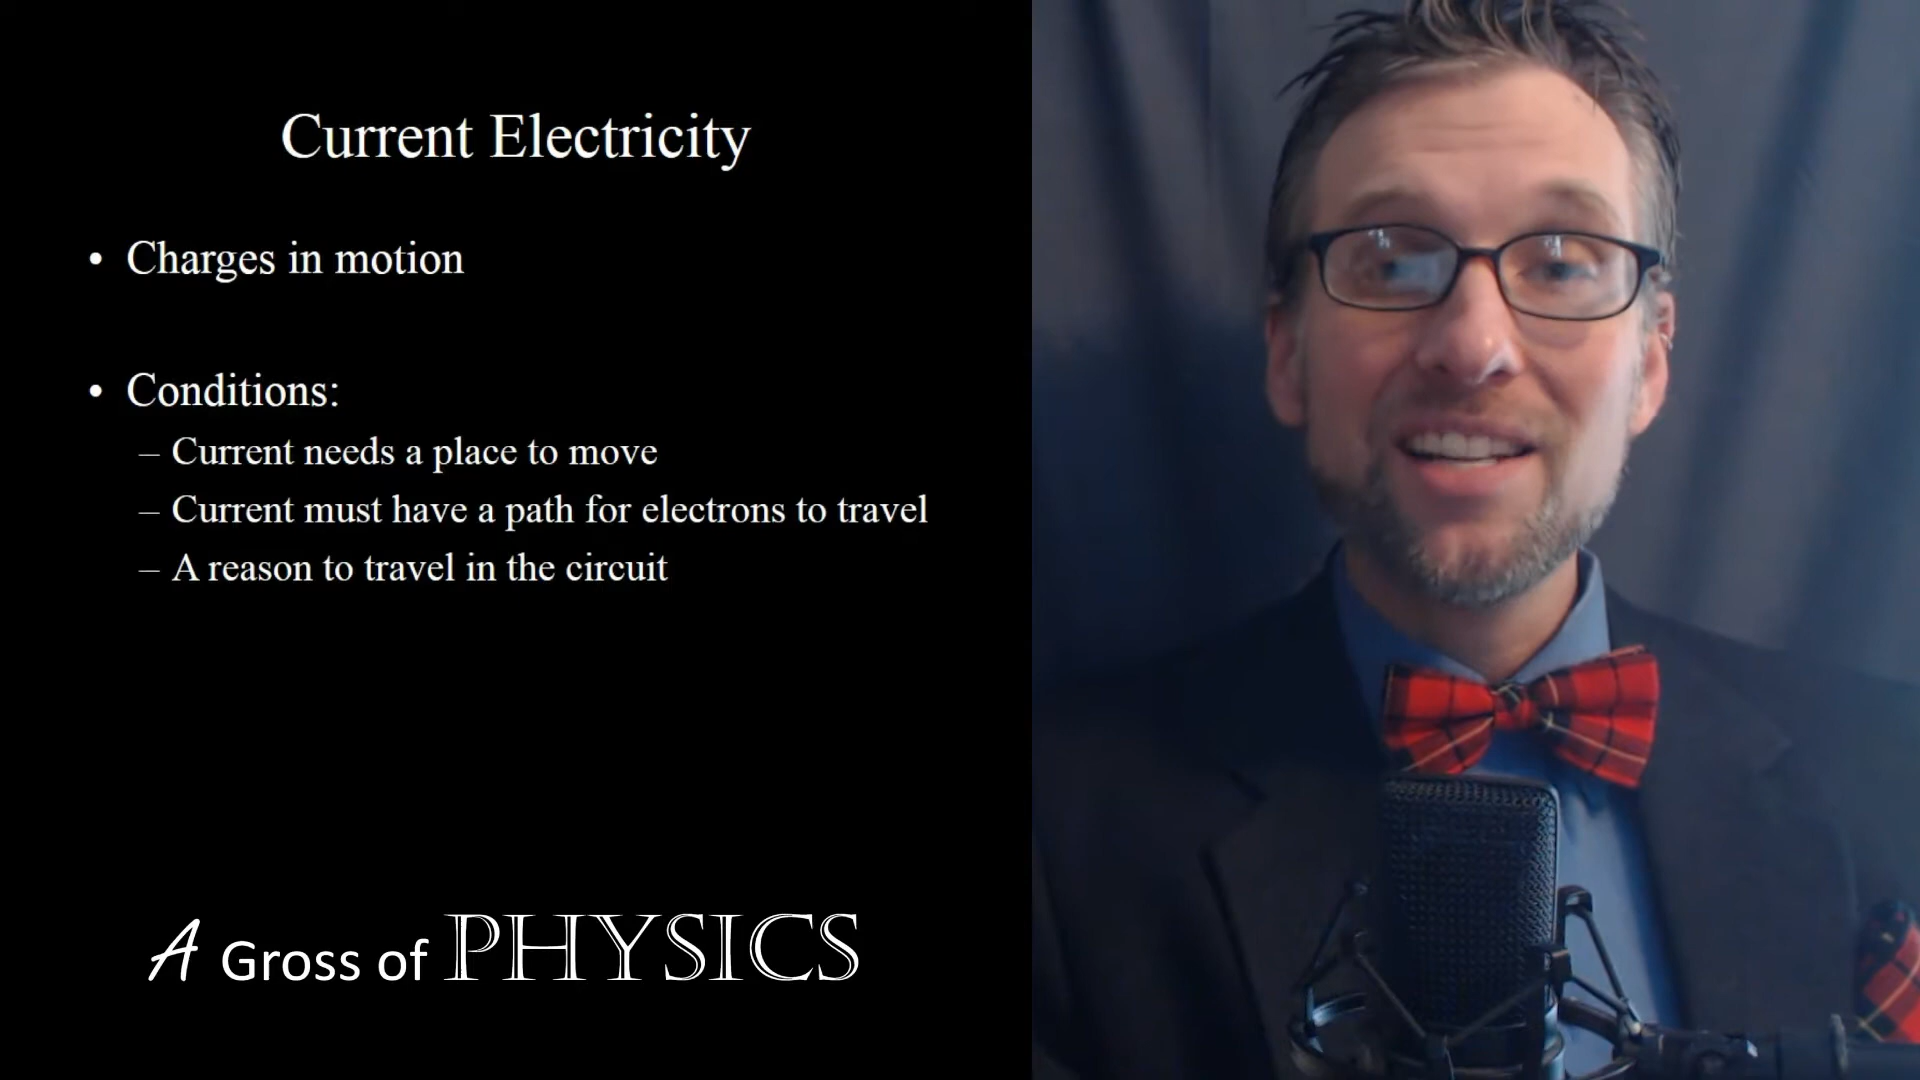 Current Electricity
• Charges in motion
• Conditions:
– Current needs a place to move
– Current must have a path for electrons to travel
– A reason to travel in the circuit
A Gross of PHYSICS